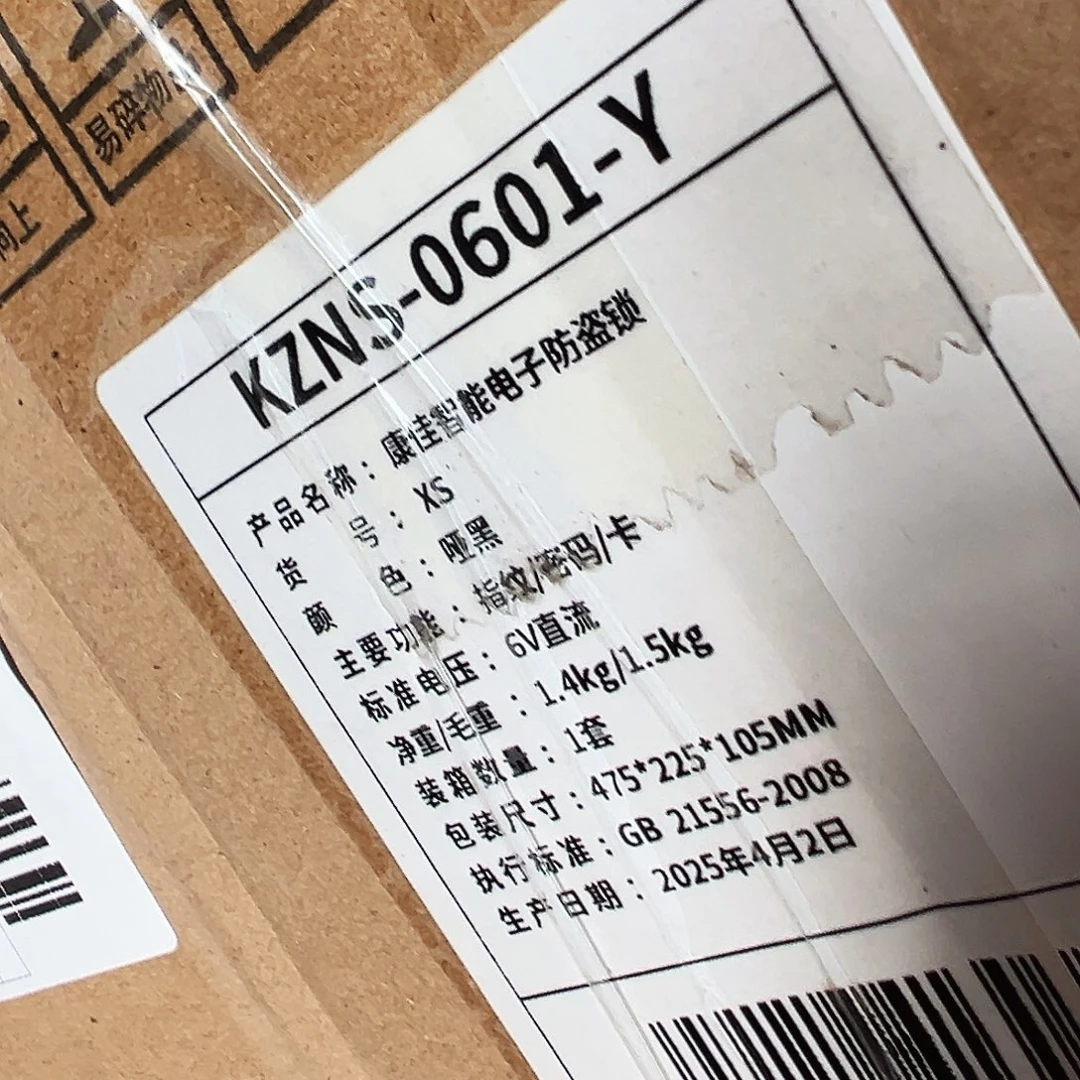 易碎物品
向上
KZNS-0601-Y
产品名称：康佳智能电子防盗锁
货 号：XS
颜 色：哑黑
主要功能：指纹/密码/卡
标准电压：6V直流
净重/毛重：1.4kg/1.5kg
装箱数量：1套
包装尺寸：475*225*105MM
执行标准：GB 21556-2008
生产日期：2025年4月2日